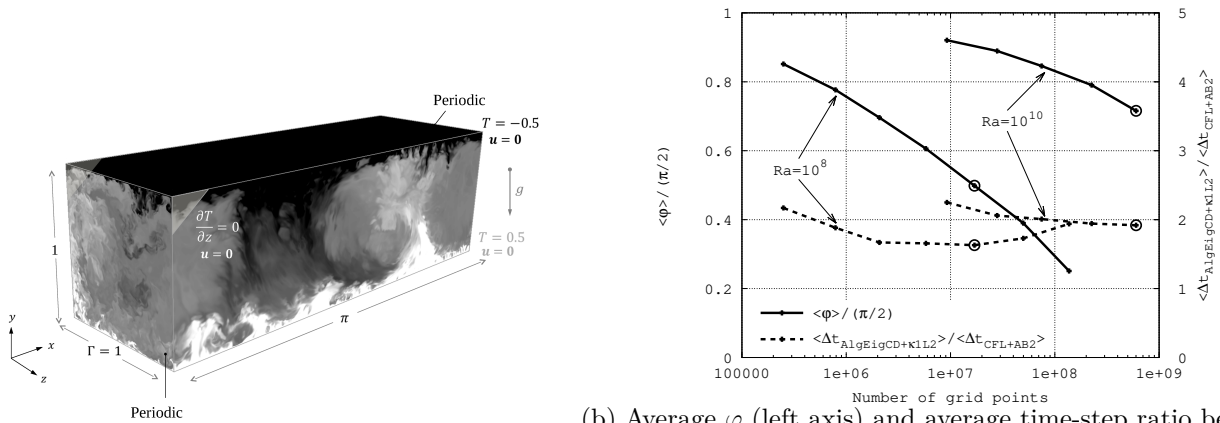 Periodic
T = −0.5
u = 0
g
∂T/∂z = 0
u = 0
T = 0.5
u = 0
1
π
Γ = 1
y
x
z
Periodic
1
0.8
0.6
0.4
0.2
0
<φ>/(π/2)
5
4
3
2
1
0
<Δt_AlgEigCD+κ1L2>/<Δt_CFL+AB2>
Ra=10^10
Ra=10^8
<φ>/(π/2)
<Δt_AlgEigCD+κ1L2>/<Δt_CFL+AB2>
100000 1e+06 1e+07 1e+08 1e+09
Number of grid points
(b) Average φ (left axis) and average time-step ratio be